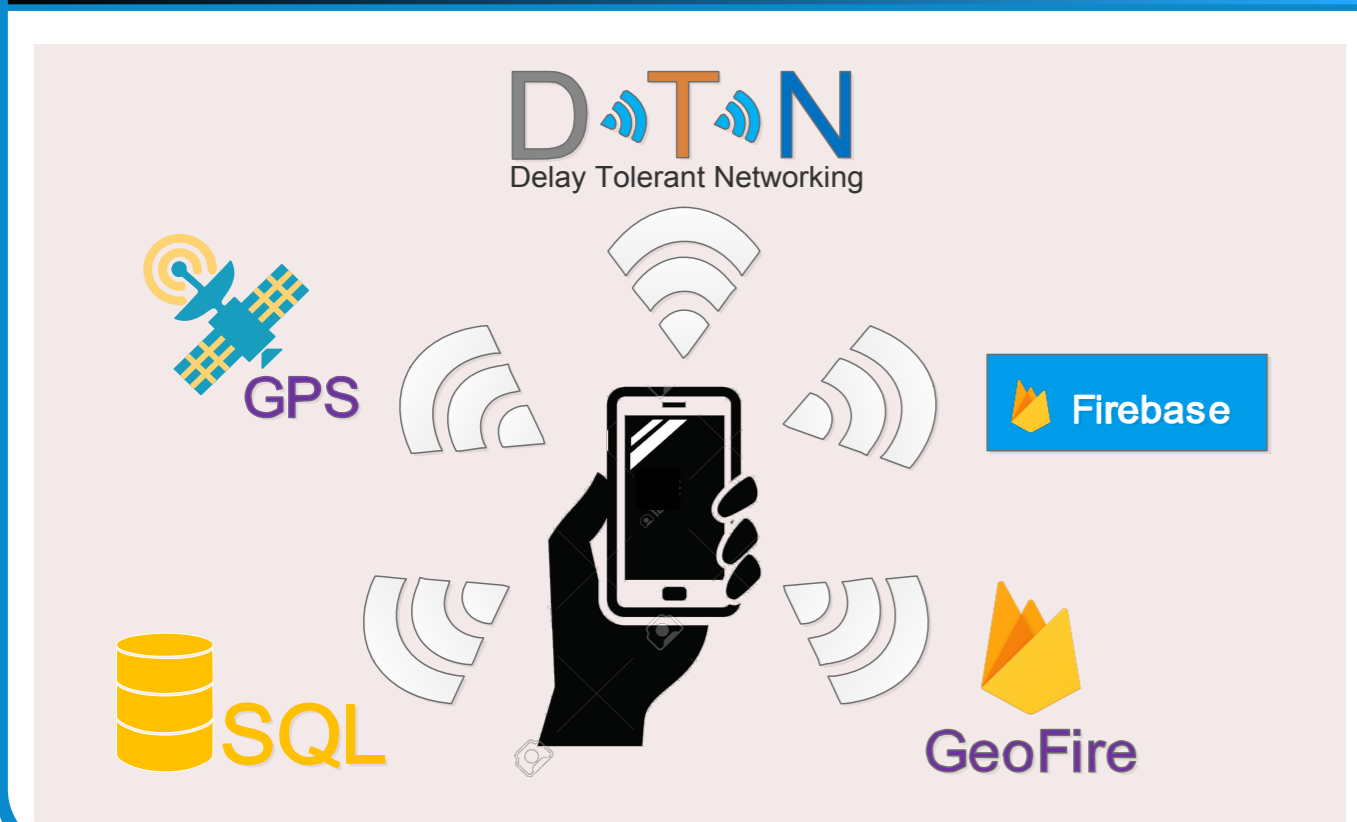 DTN
Delay Tolerant Networking
GPS
Firebase
SQL
GeoFire